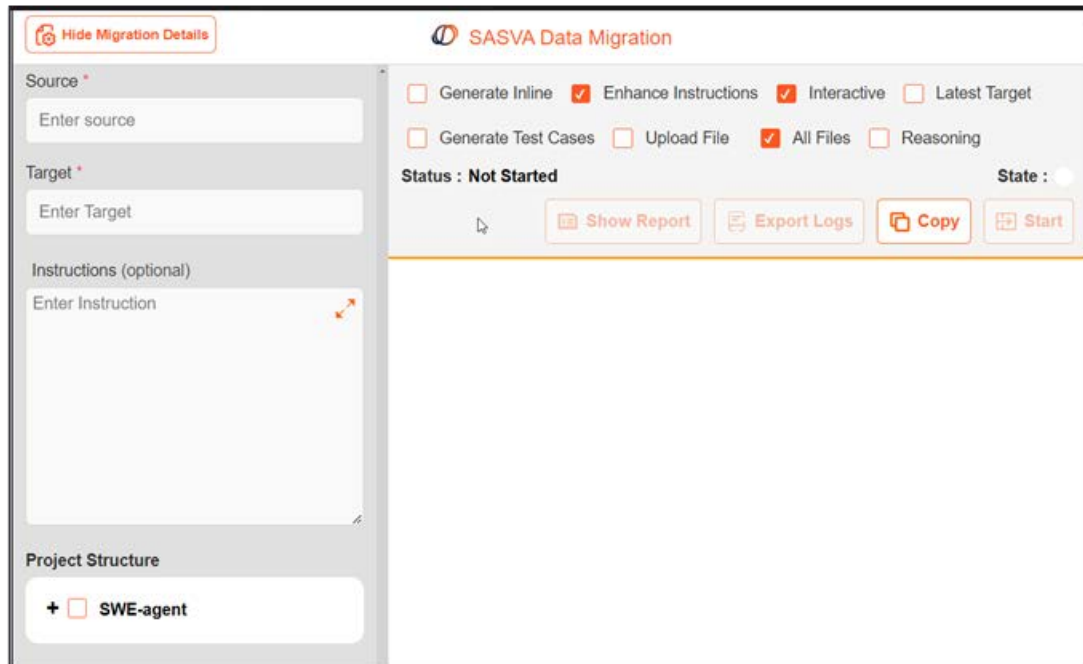 Hide Migration Details
SASVA Data Migration
Source *
Enter source
Target *
Enter Target
Instructions (optional)
Enter Instruction
Project Structure
+ SWE-agent
Generate Inline Enhance Instructions Interactive Latest Target
Generate Test Cases Upload File All Files Reasoning
Status : Not Started State :
Show Report Export Logs Copy Start